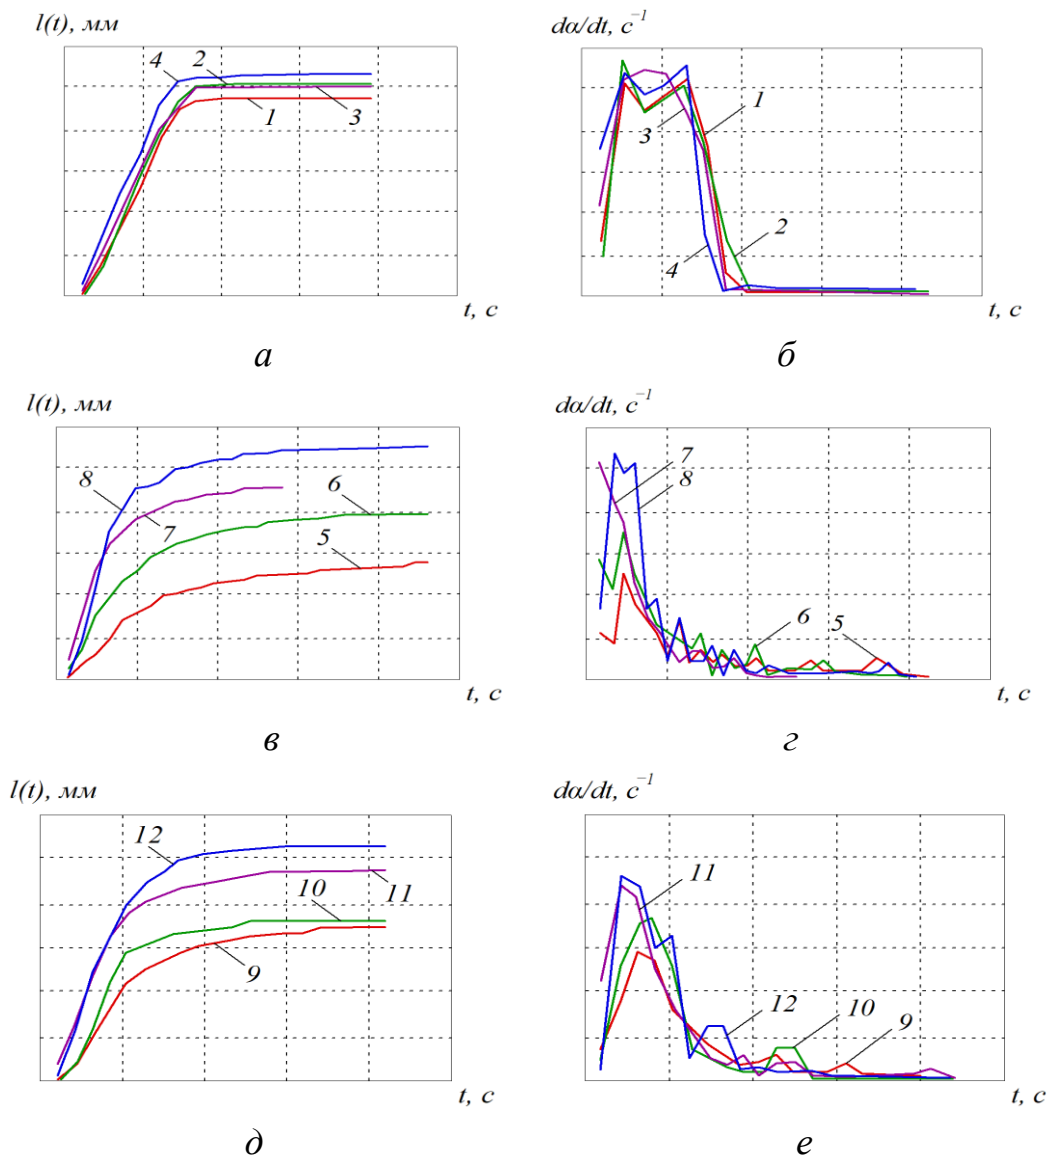 l(t), мм
dα/dt, с⁻¹
4 2
1 3
1
3
2
4
t, с
t, с
а
б
l(t), мм
dα/dt, с⁻¹
8
6
7
5
7
8
6 5
t, с
t, с
в
г
l(t), мм
dα/dt, с⁻¹
12
10
11
9
11
12 10 9
t, с
t, с
д
е